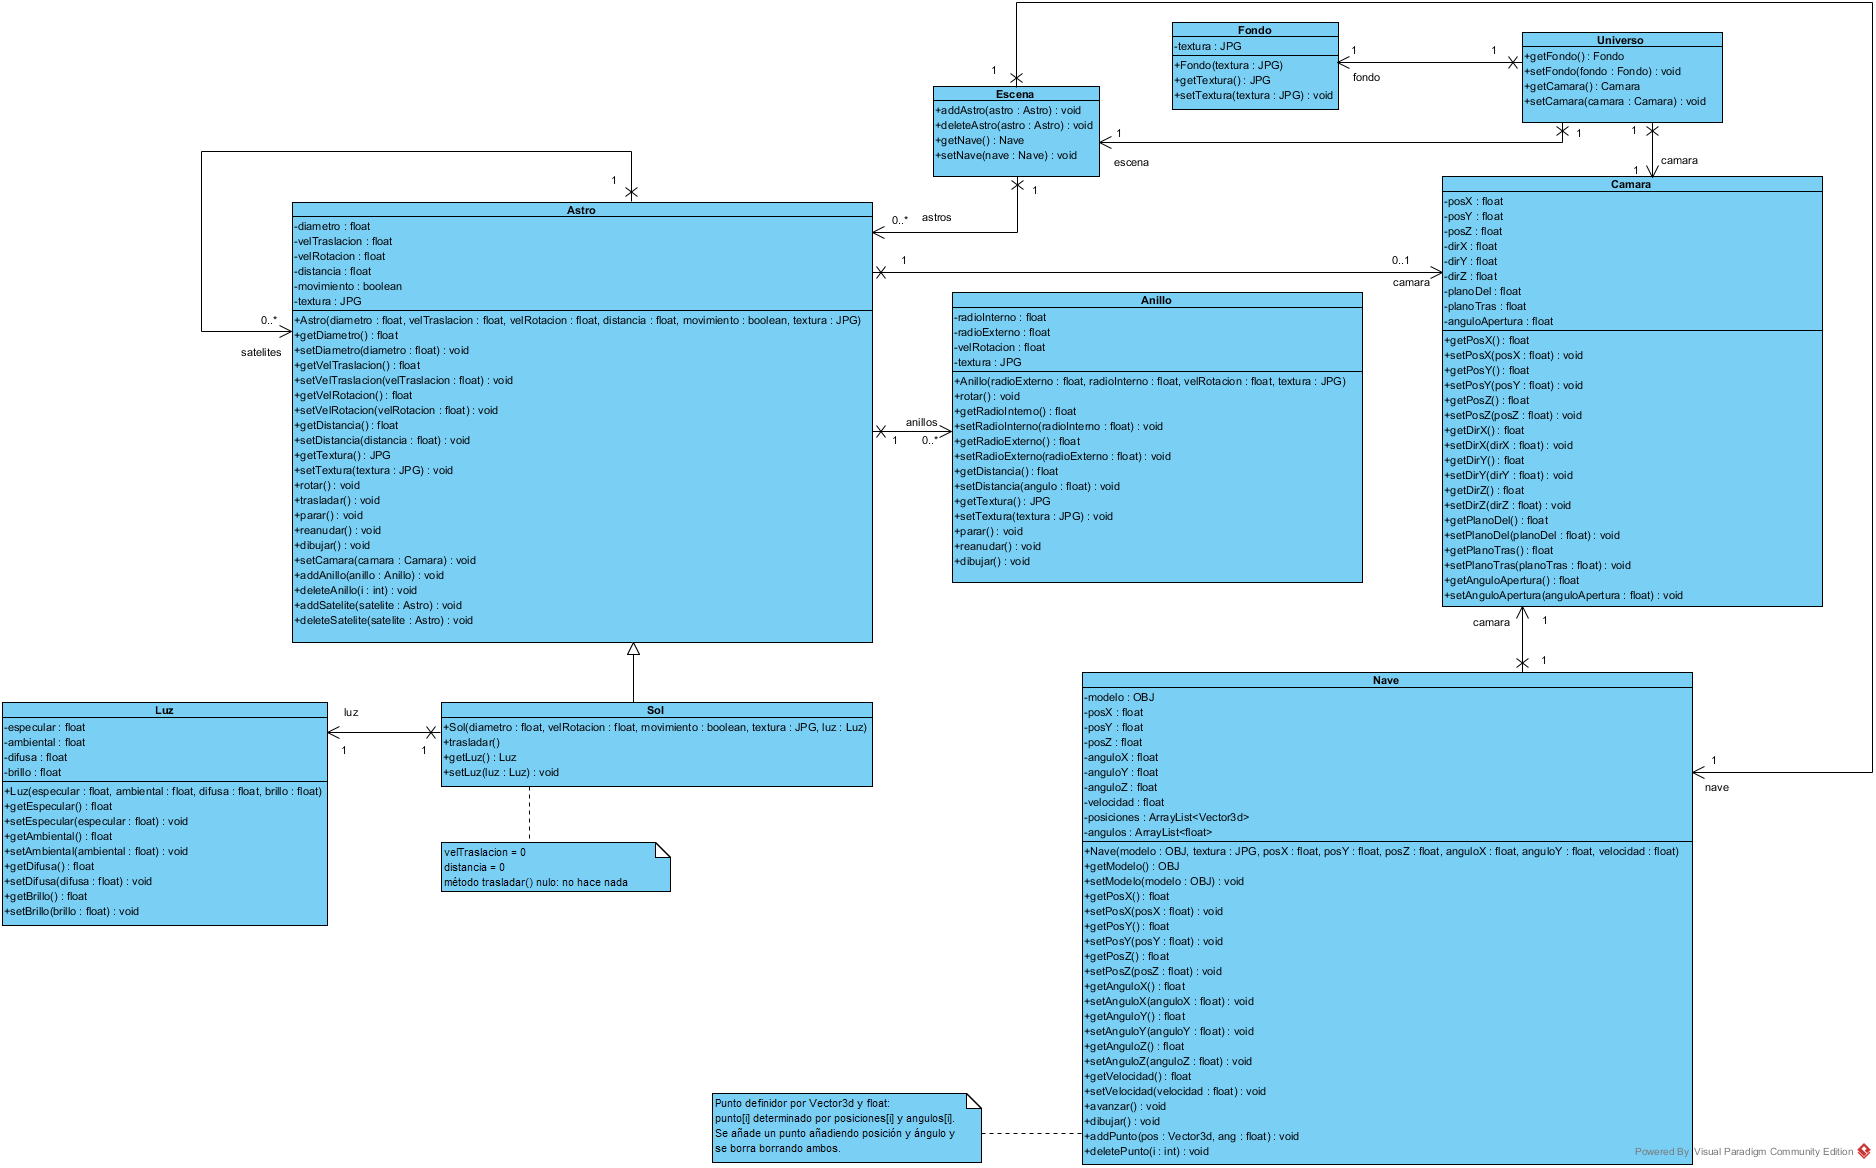 Fondo
-textura : JPG
+Fondo(textura : JPG)
+getTextura() : JPG
+setTextura(textura : JPG) : void
1
fondo
1
Universo
+getFondo() : Fondo
+setFondo(fondo : Fondo) : void
+getCamara() : Camara
+setCamara(camara : Camara) : void
1
Escena
+addAstro(astro : Astro) : void
+deleteAstro(astro : Astro) : void
+getNave() : Nave
+setNave(nave : Nave) : void
1
escena
1
1
camara
1
1
0..* astros
1
0..*
satelites
Astro
-diametro : float
-velTraslacion : float
-velRotacion : float
-distancia : float
-movimiento : boolean
-textura : JPG
+Astro(diametro : float, velTraslacion : float, velRotacion : float, distancia : float, movimiento : boolean, textura : JPG)
+getDiametro() : float
+setDiametro(diametro : float) : void
+getVelTraslacion() : float
+setVelTraslacion(velTraslacion : float) : void
+getVelRotacion() : float
+setVelRotacion(velRotacion : float) : void
+getDistancia() : float
+setDistancia(distancia : float) : void
+getTextura() : JPG
+setTextura(textura : JPG) : void
+rotar() : void
+trasladar() : void
+parar() : void
+reanudar() : void
+dibujar() : void
+setCamara(camara : Camara) : void
+addAnillo(anillo : Anillo) : void
+deleteAnillo(i : int) : void
+addSatelite(satelite : Astro) : void
+deleteSatelite(satelite : Astro) : void
1
0..1
camara
anillos
1
0..*
Anillo
-radioInterno : float
-radioExterno : float
-velRotacion : float
-textura : JPG
+Anillo(radioExterno : float, radioInterno : float, velRotacion : float, textura : JPG)
+rotar() : void
+getRadioInterno() : float
+setRadioInterno(radioInterno : float) : void
+getRadioExterno() : float
+setRadioExterno(radioExterno : float) : void
+getDistancia() : float
+setDistancia(angulo : float) : void
+getTextura() : JPG
+setTextura(textura : JPG) : void
+parar() : void
+reanudar() : void
+dibujar() : void
Camara
-posX : float
-posY : float
-posZ : float
-dirX : float
-dirY : float
-dirZ : float
-planoDel : float
-planoTras : float
-anguloApertura : float
+getPosX() : float
+setPosX(posX : float) : void
+getPosY() : float
+setPosY(posY : float) : void
+getPosZ() : float
+setPosZ(posZ : float) : void
+getDirX() : float
+setDirX(dirX : float) : void
+getDirY() : float
+setDirY(dirY : float) : void
+getDirZ() : float
+setDirZ(dirZ : float) : void
+getPlanoDel() : float
+setPlanoDel(planoDel : float) : void
+getPlanoTras() : float
+setPlanoTras(planoTras : float) : void
+getAnguloApertura() : float
+setAnguloApertura(anguloApertura : float) : void
camara
1
1
Luz
-especular : float
-ambiental : float
-difusa : float
-brillo : float
+Luz(especular : float, ambiental : float, difusa : float, brillo : float)
+getEspecular() : float
+setEspecular(especular : float) : void
+getAmbiental() : float
+setAmbiental(ambiental : float) : void
+getDifusa() : float
+setDifusa(difusa : float) : void
+getBrillo() : float
+setBrillo(brillo : float) : void
luz
1
1
Sol
+Sol(diametro : float, velRotacion : float, movimiento : boolean, textura : JPG, luz : Luz)
+trasladar()
+getLuz() : Luz
+setLuz(luz : Luz) : void
velTraslacion = 0
distancia = 0
método trasladar() nulo: no hace nada
Nave
-modelo : OBJ
-posX : float
-posY : float
-posZ : float
-anguloX : float
-anguloY : float
-anguloZ : float
-velocidad : float
-posiciones : ArrayList<Vector3d>
-angulos : ArrayList<float>
+Nave(modelo : OBJ, textura : JPG, posX : float, posY : float, posZ : float, anguloX : float, anguloY : float, velocidad : float)
+getModelo() : OBJ
+setModelo(modelo : OBJ) : void
+getPosX() : float
+setPosX(posX : float) : void
+getPosY() : float
+setPosY(posY : float) : void
+getPosZ() : float
+setPosZ(posZ : float) : void
+getAnguloX() : float
+setAnguloX(anguloX : float) : void
+getAnguloY() : float
+setAnguloY(anguloY : float) : void
+getAnguloZ() : float
+setAnguloZ(anguloZ : float) : void
+getVelocidad() : float
+setVelocidad(velocidad : float) : void
+avanzar() : void
+dibujar() : void
+addPunto(pos : Vector3d, ang : float) : void
+deletePunto(i : int) : void
1
nave
Punto definidor por Vector3d y float:
punto[i] determinado por posiciones[i] y angulos[i].
Se añade un punto añadiendo posición y ángulo y
se borra borrando ambos.
Powered By Visual Paradigm Community Edition